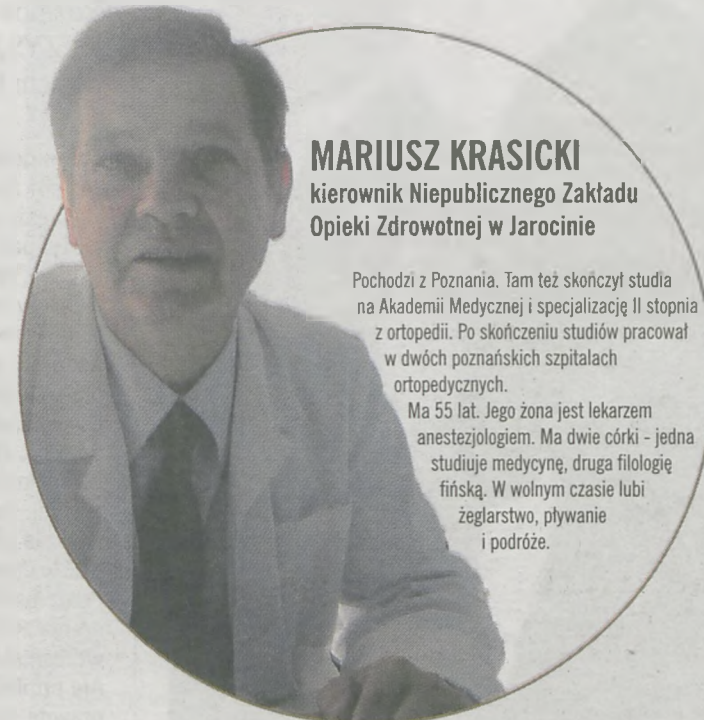 MARIUSZ KRASICKI
kierownik Niepublicznego Zakładu
Opieki Zdrowotnej w Jarocinie
Pochodzi z Poznania. Tam też skończył studia
na Akademii Medycznej i specjalizację II stopnia
z ortopedii. Po skończeniu studiów pracował
w dwóch poznańskich szpitalach
ortopedycznych.
Ma 55 lat. Jego żona jest lekarzem
anestezjologiem. Ma dwie córki - jedna
studiuje medycynę, druga filologię
fińską. W wolnym czasie lubi
żeglarstwo, pływanie
i podróże.